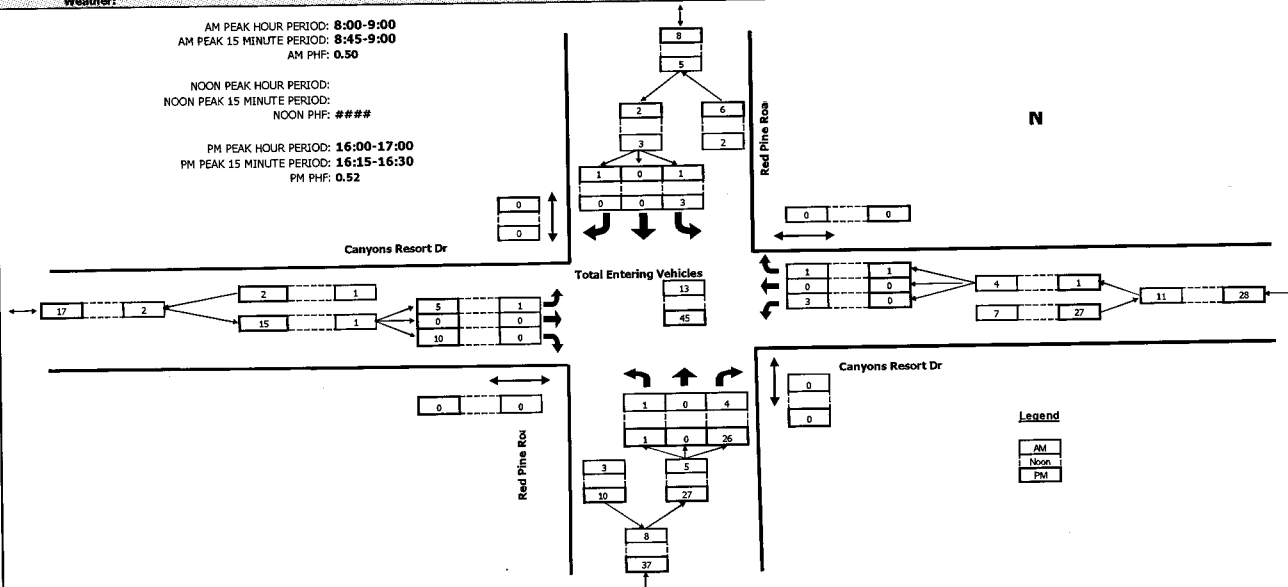 Weather:
AM PEAK HOUR PERIOD: 8:00-9:00
AM PEAK 15 MINUTE PERIOD: 8:45-9:00
AM PHF: 0.50
NOON PEAK HOUR PERIOD:
NOON PEAK 15 MINUTE PERIOD:
NOON PHF: ####
PM PEAK HOUR PERIOD: 16:00-17:00
PM PEAK 15 MINUTE PERIOD: 16:15-16:30
PM PHF: 0.52
8
5
2 6
3 2
1 0 1
0 0 3
Red Pine Roa
N
0
0
0 0
Canyons Resort Dr
Total Entering Vehicles
13
45
17 2
2 1
15 1
5 1
0 0
10 0
1 1
0 0
3 0
4 1
7 27
11 28
Canyons Resort Dr
0 0
0
0
1 0 4
1 0 26
3 5
10 27
8
37
Red Pine Roa
Legend
AM
Noon
PM